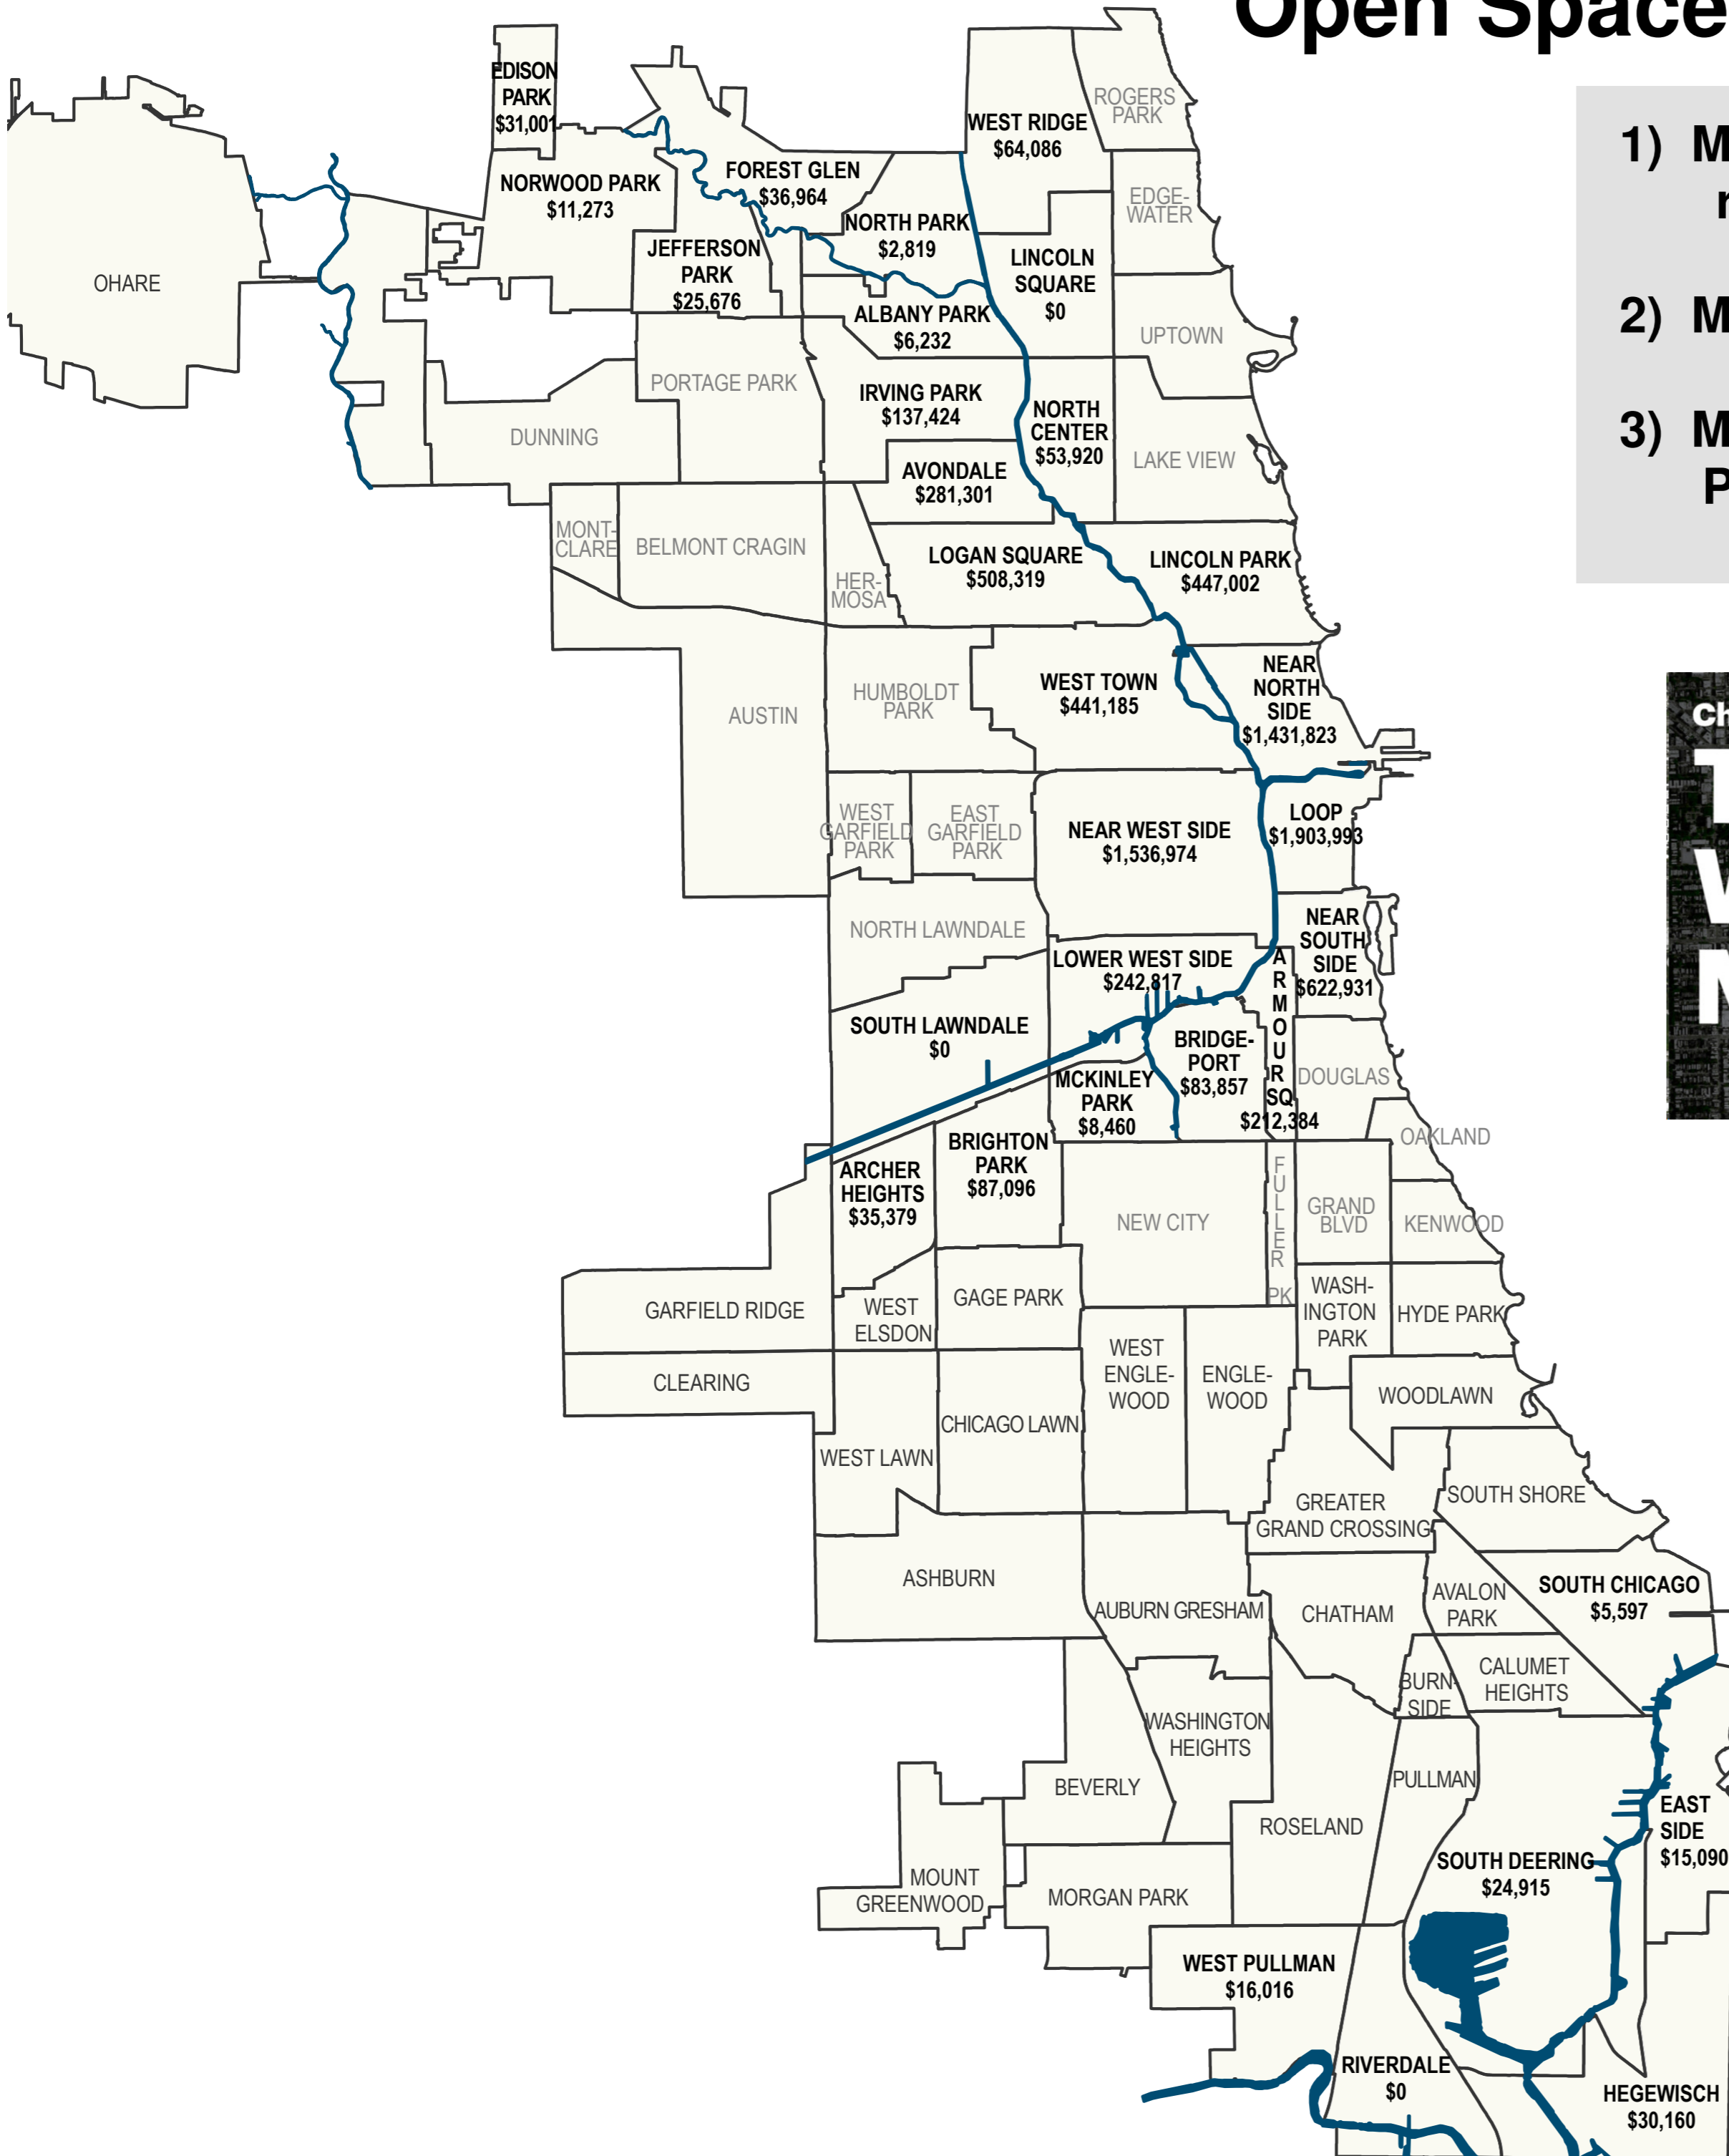 Open Space
1) M
r
2) M
3) M
P
Ch
T
V
M
EDISON
PARK
$31,001
WEST RIDGE
$64,086
ROGERS
PARK
NORWOOD PARK
$11,273
FOREST GLEN
$36,964
EDGE-
WATER
NORTH PARK
$2,819
JEFFERSON
PARK
$25,676
LINCOLN
SQUARE
$0
OHARE
ALBANY PARK
$6,232
UPTOWN
PORTAGE PARK
IRVING PARK
$137,424
NORTH
CENTER
$53,920
DUNNING
LAKE VIEW
AVONDALE
$281,301
MONT-
CLARE
BELMONT CRAGIN
LOGAN SQUARE
$508,319
LINCOLN PARK
$447,002
HER-
MOSA
NEAR
NORTH
SIDE
$1,431,823
WEST TOWN
$441,185
HUMBOLDT
PARK
AUSTIN
WEST
GARFIELD
PARK
EAST
GARFIELD
PARK
NEAR WEST SIDE
$1,536,974
LOOP
$1,903,993
NORTH LAWNDALE
NEAR
SOUTH
SIDE
$622,931
LOWER WEST SIDE
$242,817
A
R
M
O
U
R
SQ
$212,384
SOUTH LAWNDALE
$0
BRIDGE-
PORT
$83,857
DOUGLAS
MCKINLEY
PARK
$8,460
OAKLAND
BRIGHTON
PARK
$87,096
ARCHER
HEIGHTS
$35,379
F
U
L
L
E
R
PK
NEW CITY
GRAND
BLVD
KENWOOD
GARFIELD RIDGE
WEST
ELSDON
GAGE PARK
WASH-
INGTON
PARK
HYDE PARK
CLEARING
WEST
ENGLE-
WOOD
ENGLE-
WOOD
WOODLAWN
CHICAGO LAWN
WEST LAWN
GREATER
GRAND CROSSING
SOUTH SHORE
ASHBURN
AUBURN GRESHAM
CHATHAM
AVALON
PARK
SOUTH CHICAGO
$5,597
BURN-
SIDE
CALUMET
HEIGHTS
WASHINGTON
HEIGHTS
BEVERLY
PULLMAN
EAST
SIDE
$15,090
ROSELAND
SOUTH DEERING
$24,915
MOUNT
GREENWOOD
MORGAN PARK
WEST PULLMAN
$16,016
RIVERDALE
$0
HEGEWISCH
$30,160